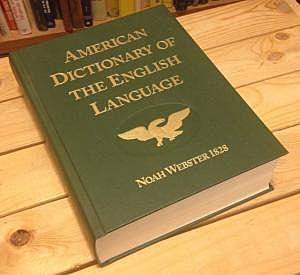 AMERICAN
DICTIONARY OF
THE ENGLISH
LANGUAGE
NOAH WEBSTER 1828